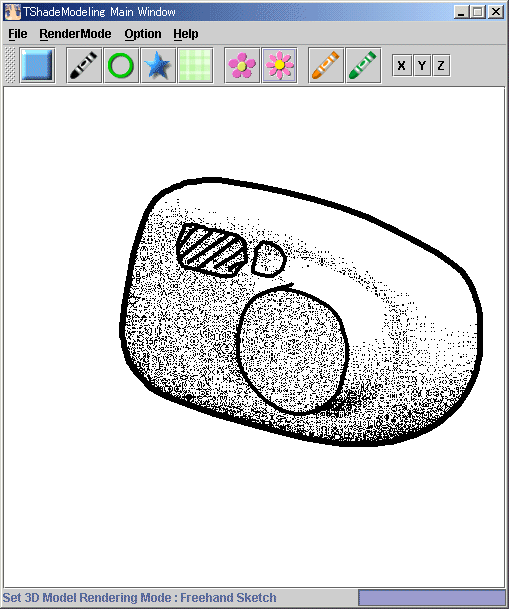 TShadeModeling Main Window
File RenderMode Option Help
X Y Z
Set 3D Model Rendering Mode : Freehand Sketch